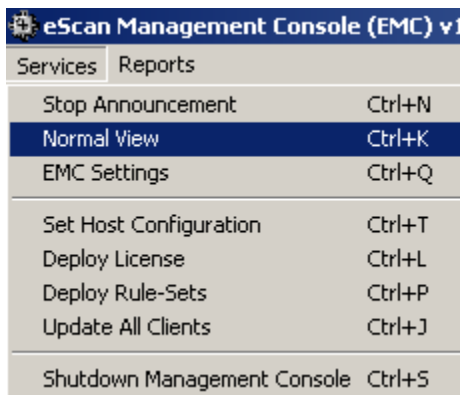 eScan Management Console (EMC) v1
Services Reports
Stop Announcement Ctrl+N
Normal View Ctrl+K
EMC Settings Ctrl+Q
Set Host Configuration Ctrl+T
Deploy License Ctrl+L
Deploy Rule-Sets Ctrl+P
Update All Clients Ctrl+J
Shutdown Management Console Ctrl+S